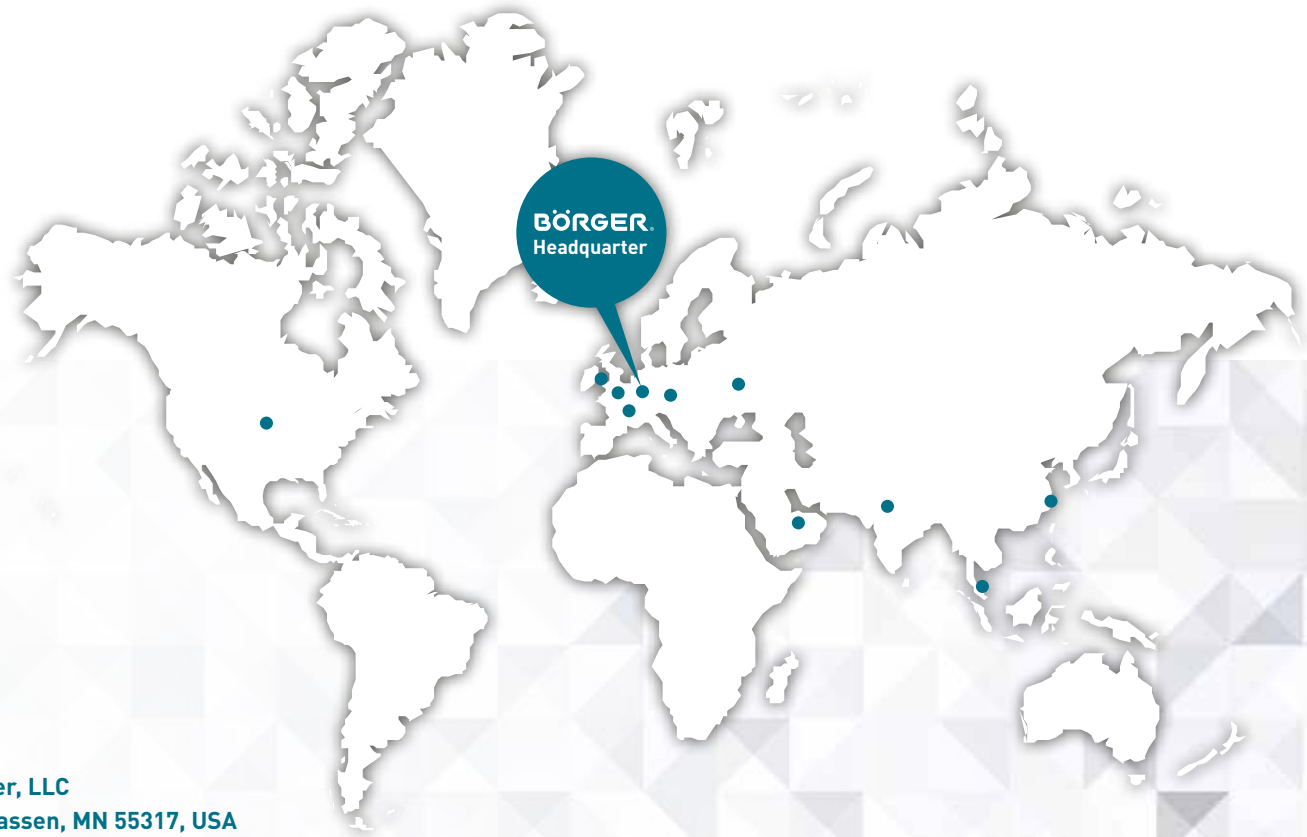 BÖRGER®
Headquarter
er, LLC
assen, MN 55317, USA